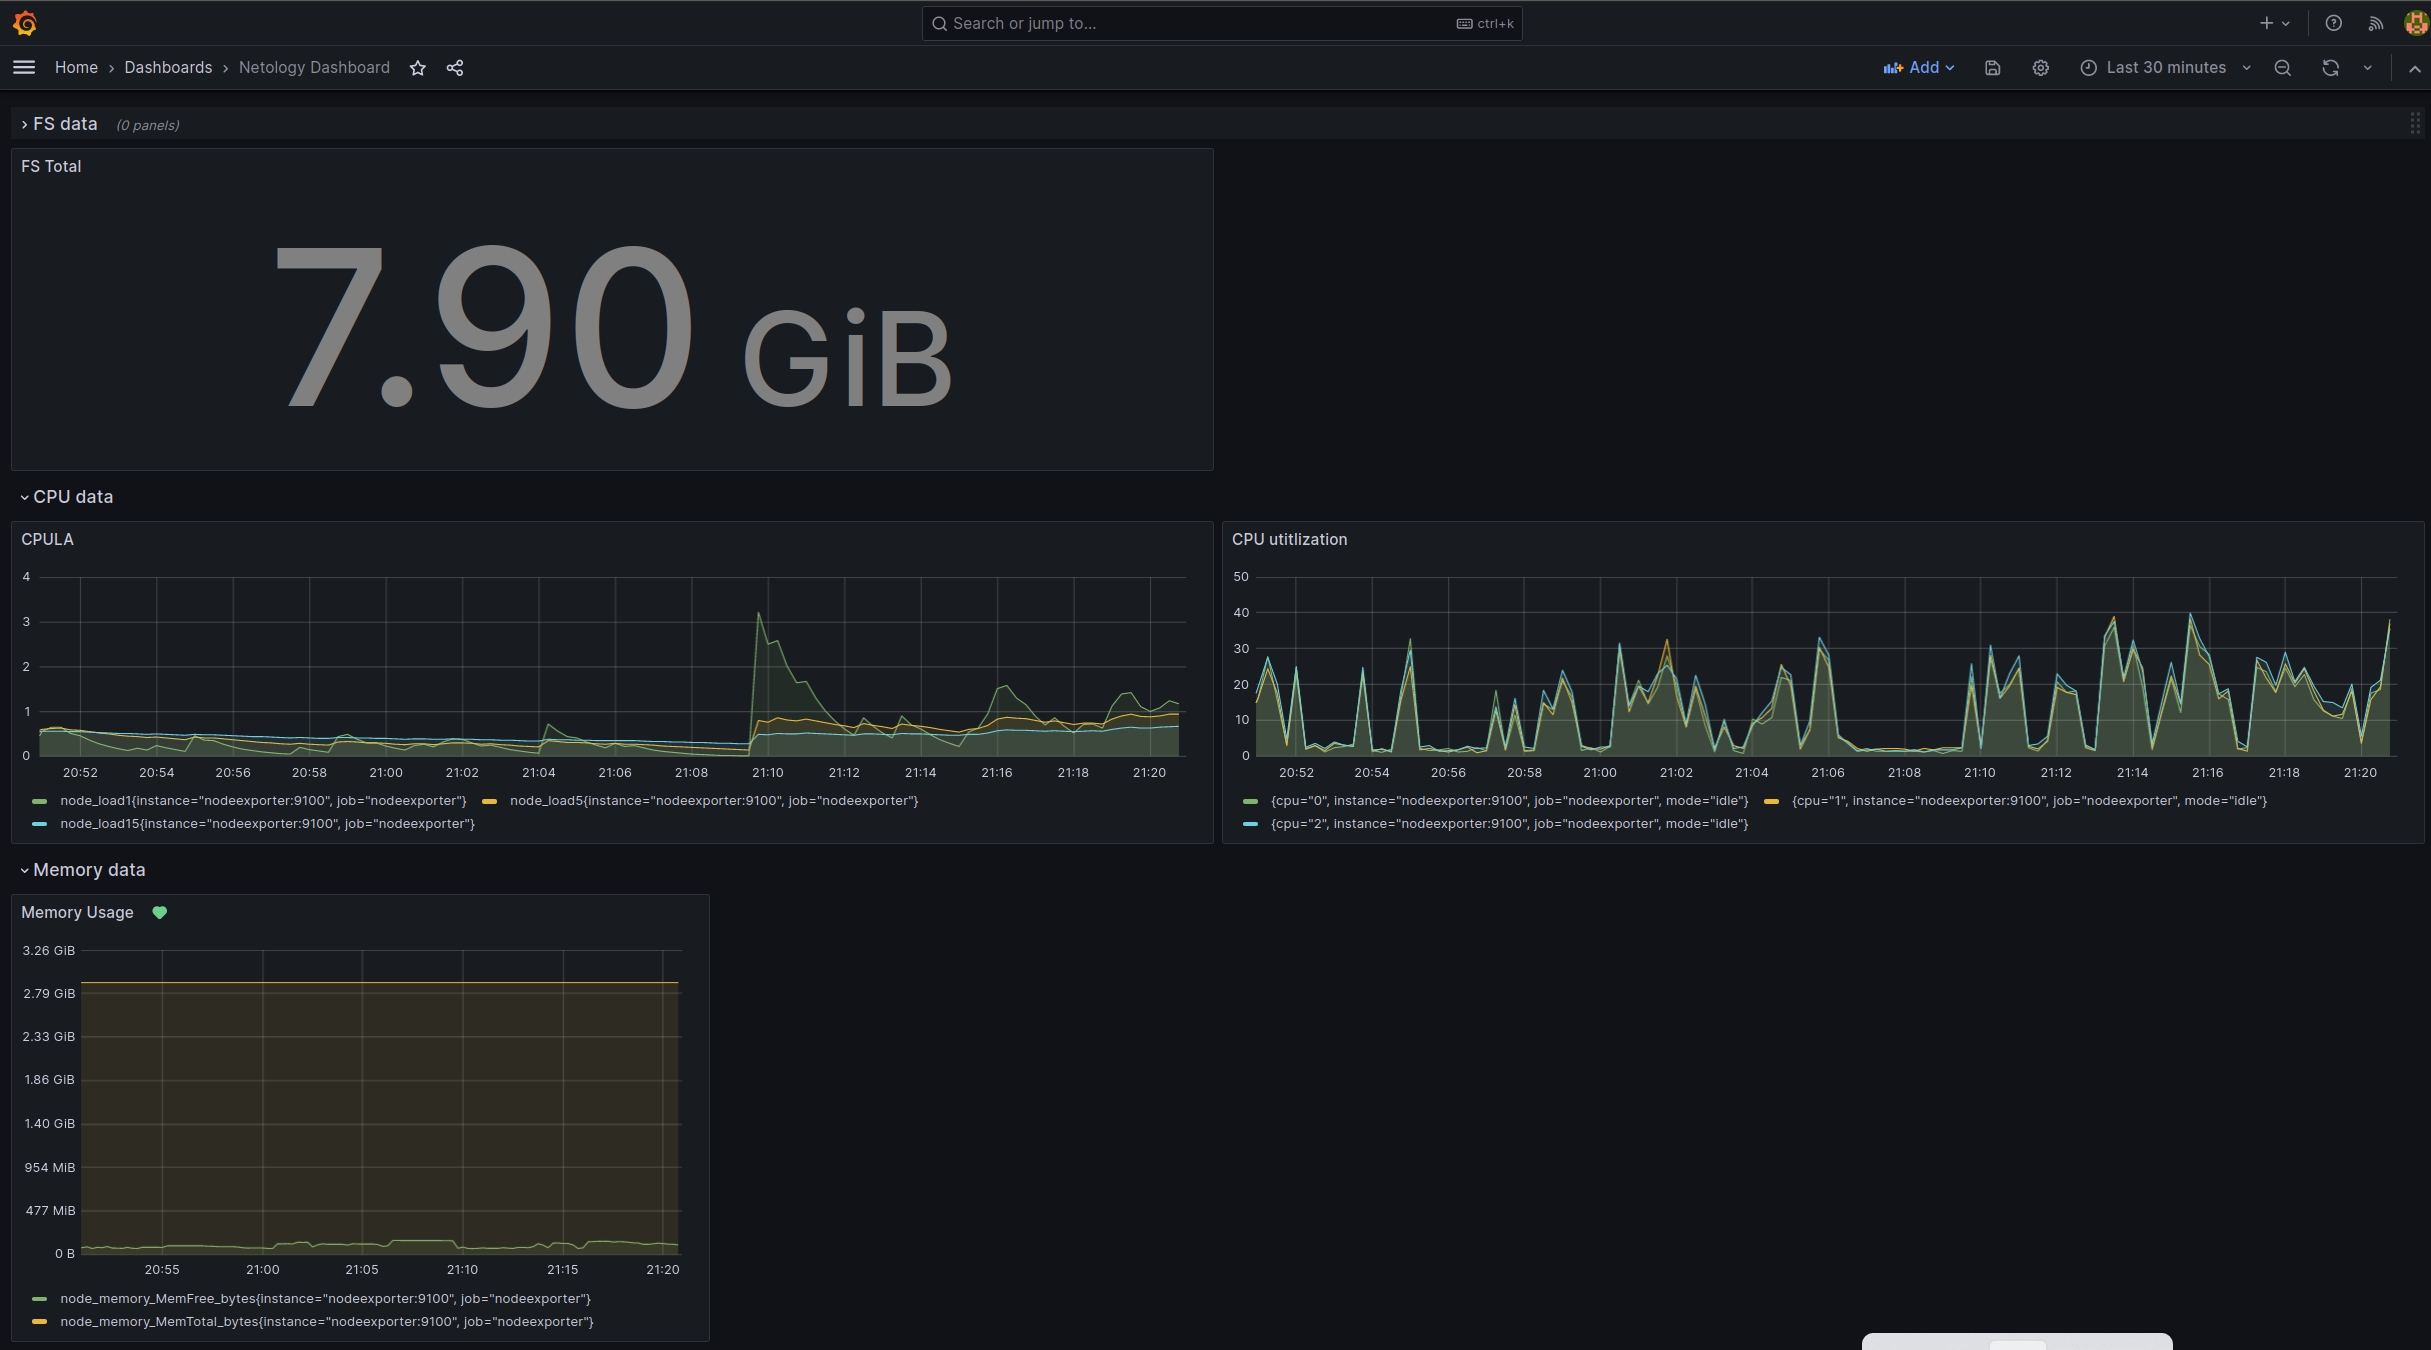 Search or jump to... ctrl+k
Home › Dashboards › Netology Dashboard Add Last 30 minutes
FS data (0 panels)
FS Total
7.90 GiB
CPU data
CPULA
4
3
2
1
0
20:52 20:54 20:56 20:58 21:00 21:02 21:04 21:06 21:08 21:10 21:12 21:14 21:16 21:18 21:20
node_load1{instance="nodeexporter:9100", job="nodeexporter"} node_load5{instance="nodeexporter:9100", job="nodeexporter"}
node_load15{instance="nodeexporter:9100", job="nodeexporter"}
CPU utitlization
50
40
30
20
10
0
20:52 20:54 20:56 20:58 21:00 21:02 21:04 21:06 21:08 21:10 21:12 21:14 21:16 21:18 21:20
{cpu="0", instance="nodeexporter:9100", job="nodeexporter", mode="idle"} {cpu="1", instance="nodeexporter:9100", job="nodeexporter", mode="idle"}
{cpu="2", instance="nodeexporter:9100", job="nodeexporter", mode="idle"}
Memory data
Memory Usage
3.26 GiB
2.79 GiB
2.33 GiB
1.86 GiB
1.40 GiB
954 MiB
477 MiB
0 B
20:55 21:00 21:05 21:10 21:15 21:20
node_memory_MemFree_bytes{instance="nodeexporter:9100", job="nodeexporter"}
node_memory_MemTotal_bytes{instance="nodeexporter:9100", job="nodeexporter"}